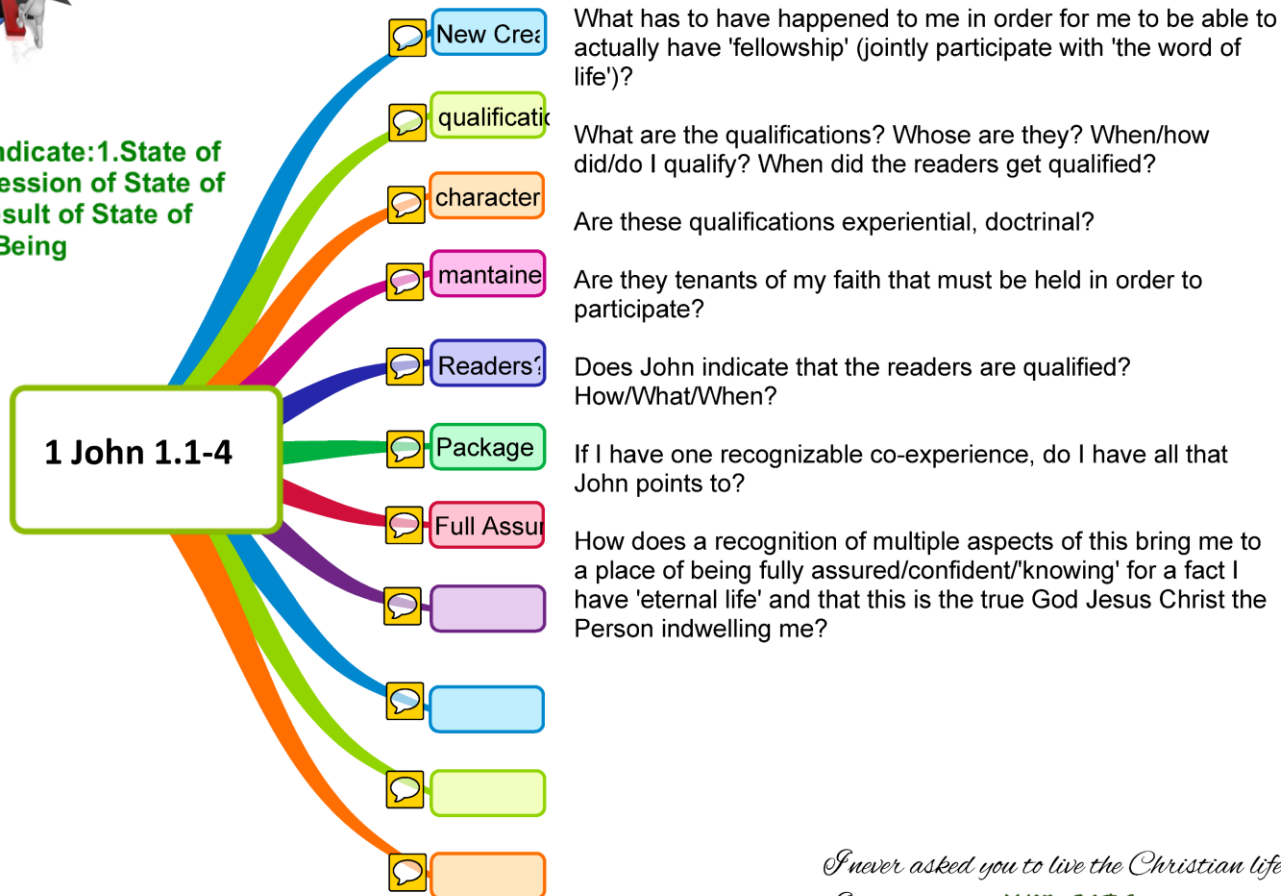 ndicate:1.State of
ession of State of
sult of State of
Being
1 John 1.1-4
New Crea
qualificatio
character
mantaine
Readers?
Package
Full Assur
What has to have happened to me in order for me to be able to
actually have 'fellowship' (jointly participate with 'the word of
life')?
What are the qualifications? Whose are they? When/how
did/do I qualify? When did the readers get qualified?
Are these qualifications experiential, doctrinal?
Are they tenants of my faith that must be held in order to
participate?
Does John indicate that the readers are qualified?
How/What/When?
If I have one recognizable co-experience, do I have all that
John points to?
How does a recognition of multiple aspects of this bring me to
a place of being fully assured/confident/'knowing' for a fact I
have 'eternal life' and that this is the true God Jesus Christ the
Person indwelling me?
I never asked you to live the Christian life